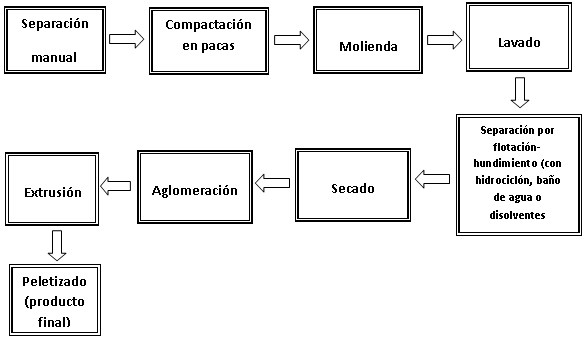 Separación
manual
Compactación
en pacas
Molienda
Lavado
Separación por
flotación-
hundimiento (con
hidrociclón, baño
de agua o
disolventes
Secado
Aglomeración
Extrusión
Peletizado
(producto
final)